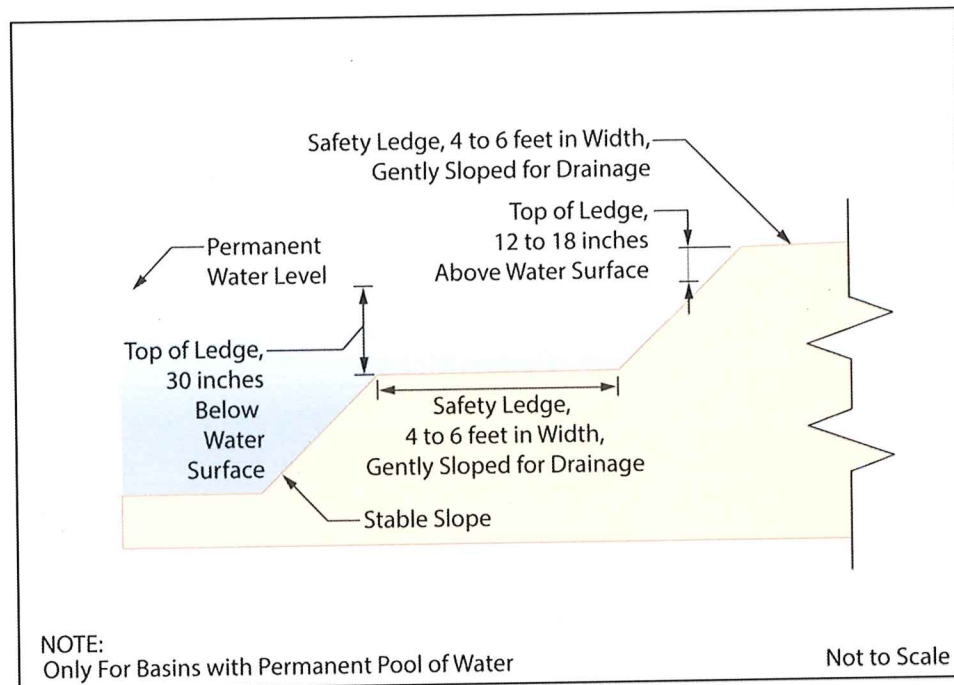 Safety Ledge, 4 to 6 feet in Width,
Gently Sloped for Drainage
Top of Ledge,
12 to 18 inches
Above Water Surface
Permanent
Water Level
Top of Ledge,
30 inches
Below
Water
Surface
Safety Ledge,
4 to 6 feet in Width,
Gently Sloped for Drainage
Stable Slope
NOTE:
Only For Basins with Permanent Pool of Water
Not to Scale